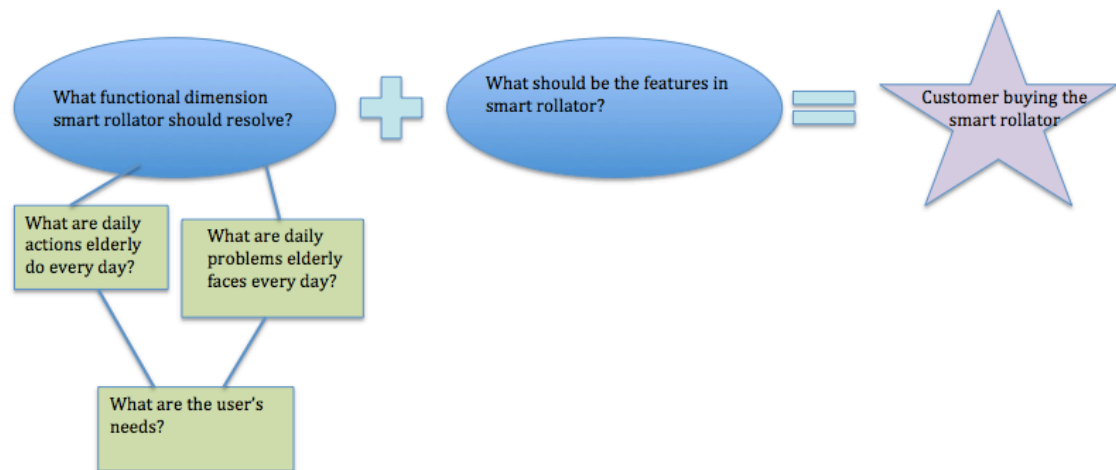 What functional dimension
smart rollator should resolve?
What should be the features in
smart rollator?
Customer buying the
smart rollator
What are daily
actions elderly
do every day?
What are daily
problems elderly
faces every day?
What are the user's
needs?